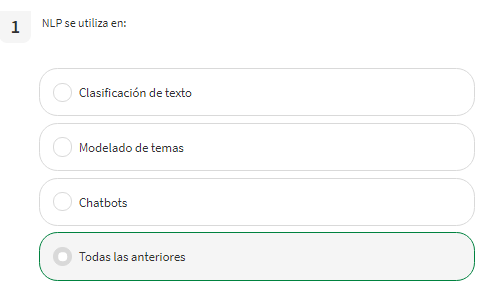 1
NLP se utiliza en:
Clasificación de texto
Modelado de temas
Chatbots
Todas las anteriores